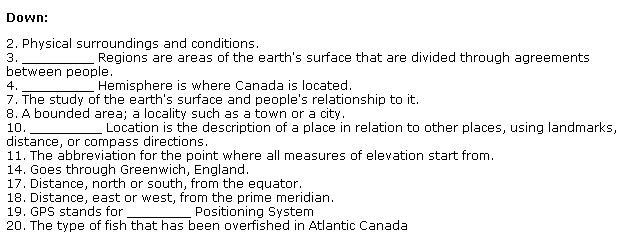 Down:
2. Physical surroundings and conditions.
3. __________ Regions are areas of the earth's surface that are divided through agreements
between people.
4. __________ Hemisphere is where Canada is located.
7. The study of the earth's surface and people's relationship to it.
8. A bounded area; a locality such as a town or a city.
10. __________ Location is the description of a place in relation to other places, using landmarks,
distance, or compass directions.
11. The abbreviation for the point where all measures of elevation start from.
14. Goes through Greenwich, England.
17. Distance, north or south, from the equator.
18. Distance, east or west, from the prime meridian.
19. GPS stands for _________ Positioning System
20. The type of fish that has been overfished in Atlantic Canada